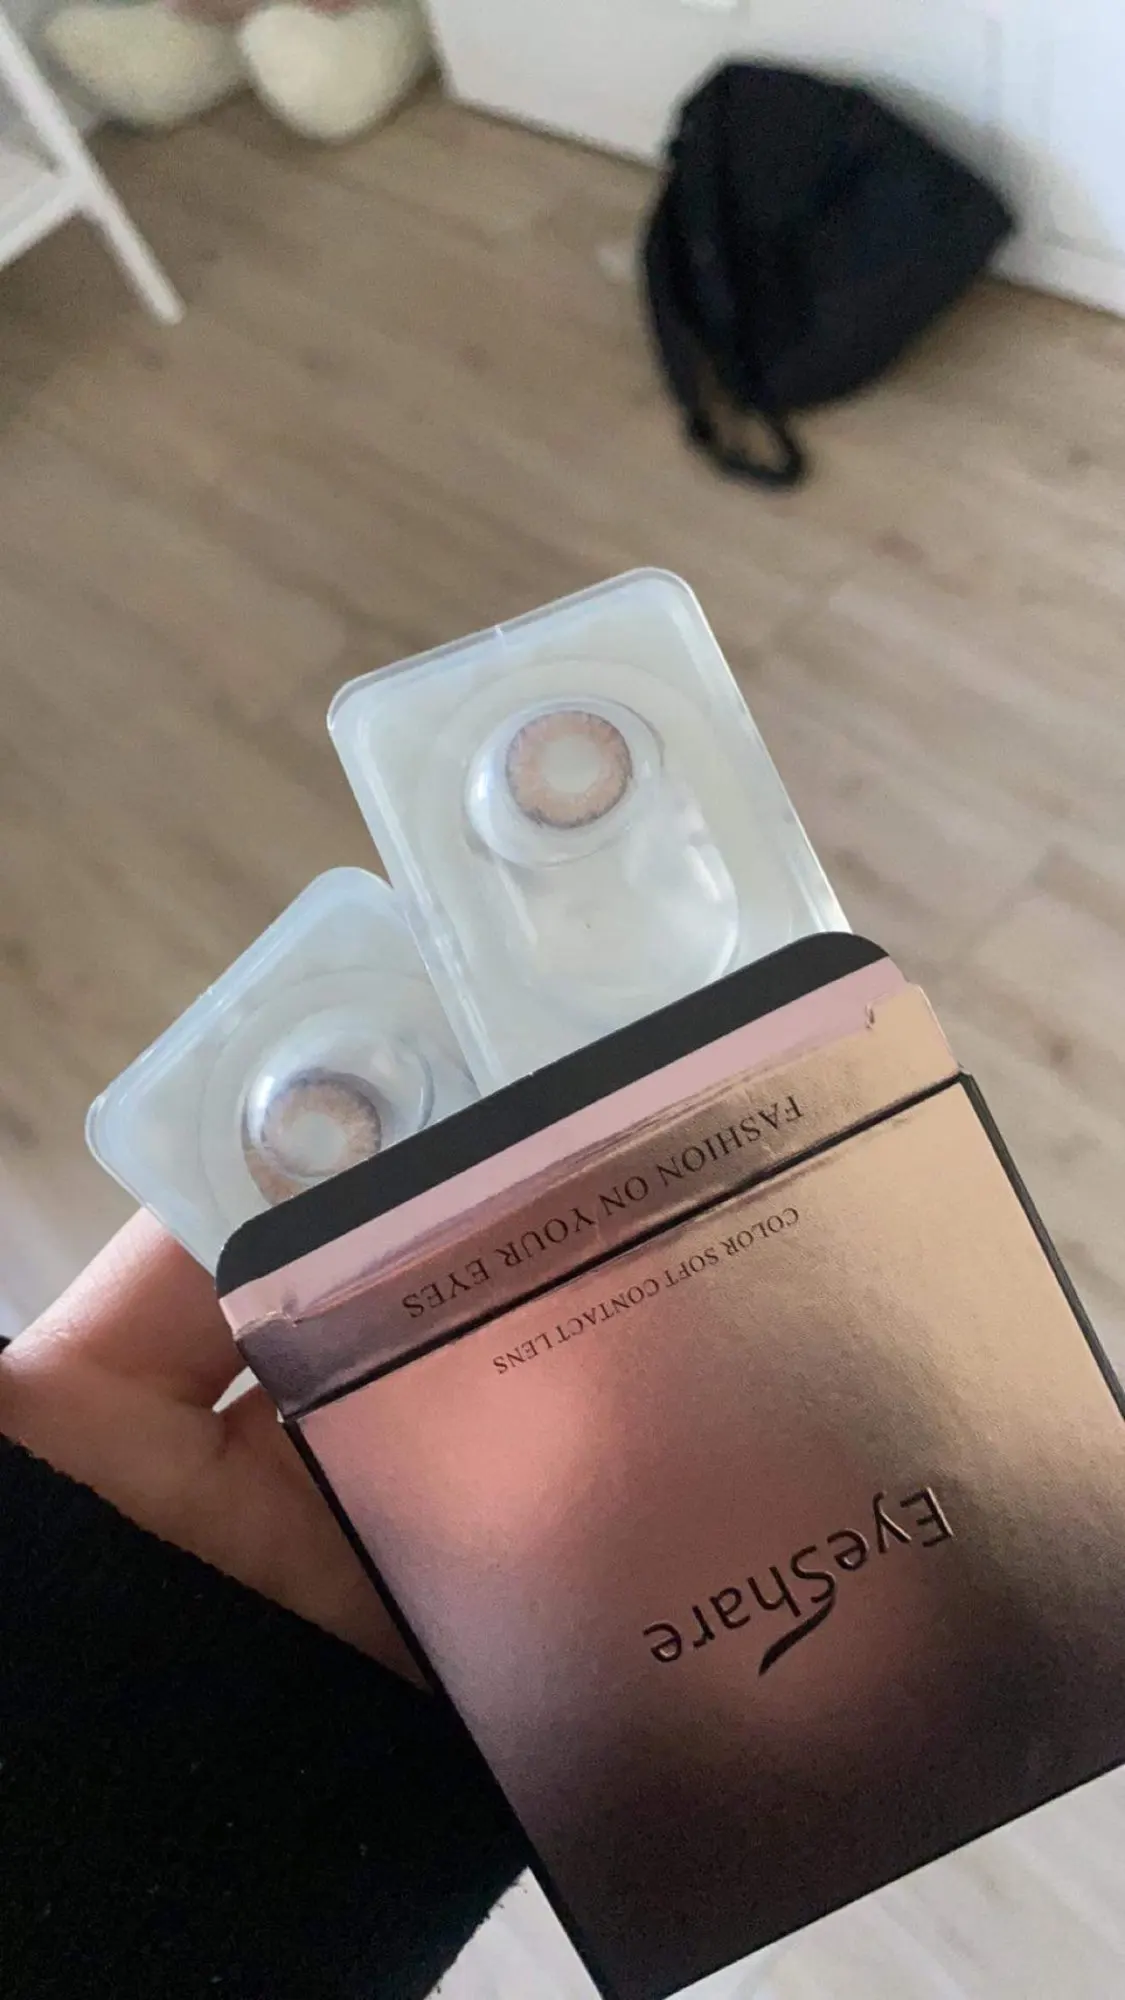 EyeShare
COLOR SOFT CONTACT LENS
FASHION ON YOUR EYES